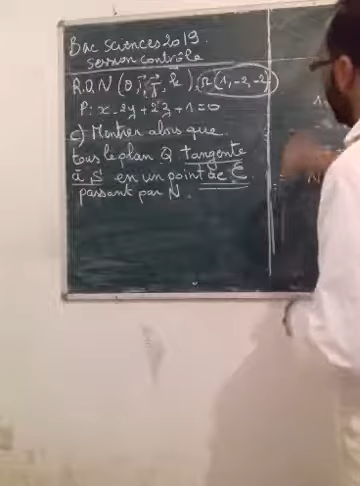 Bac Sciences 2019.
session contrôle
R.O.N (O, i, j, k) Ω(1,-2,-2)
P: x-2y+2z+1=0
c) Montrer alors que
tous le plan Q tangente
à S en un point de C
passant par N.
1
N